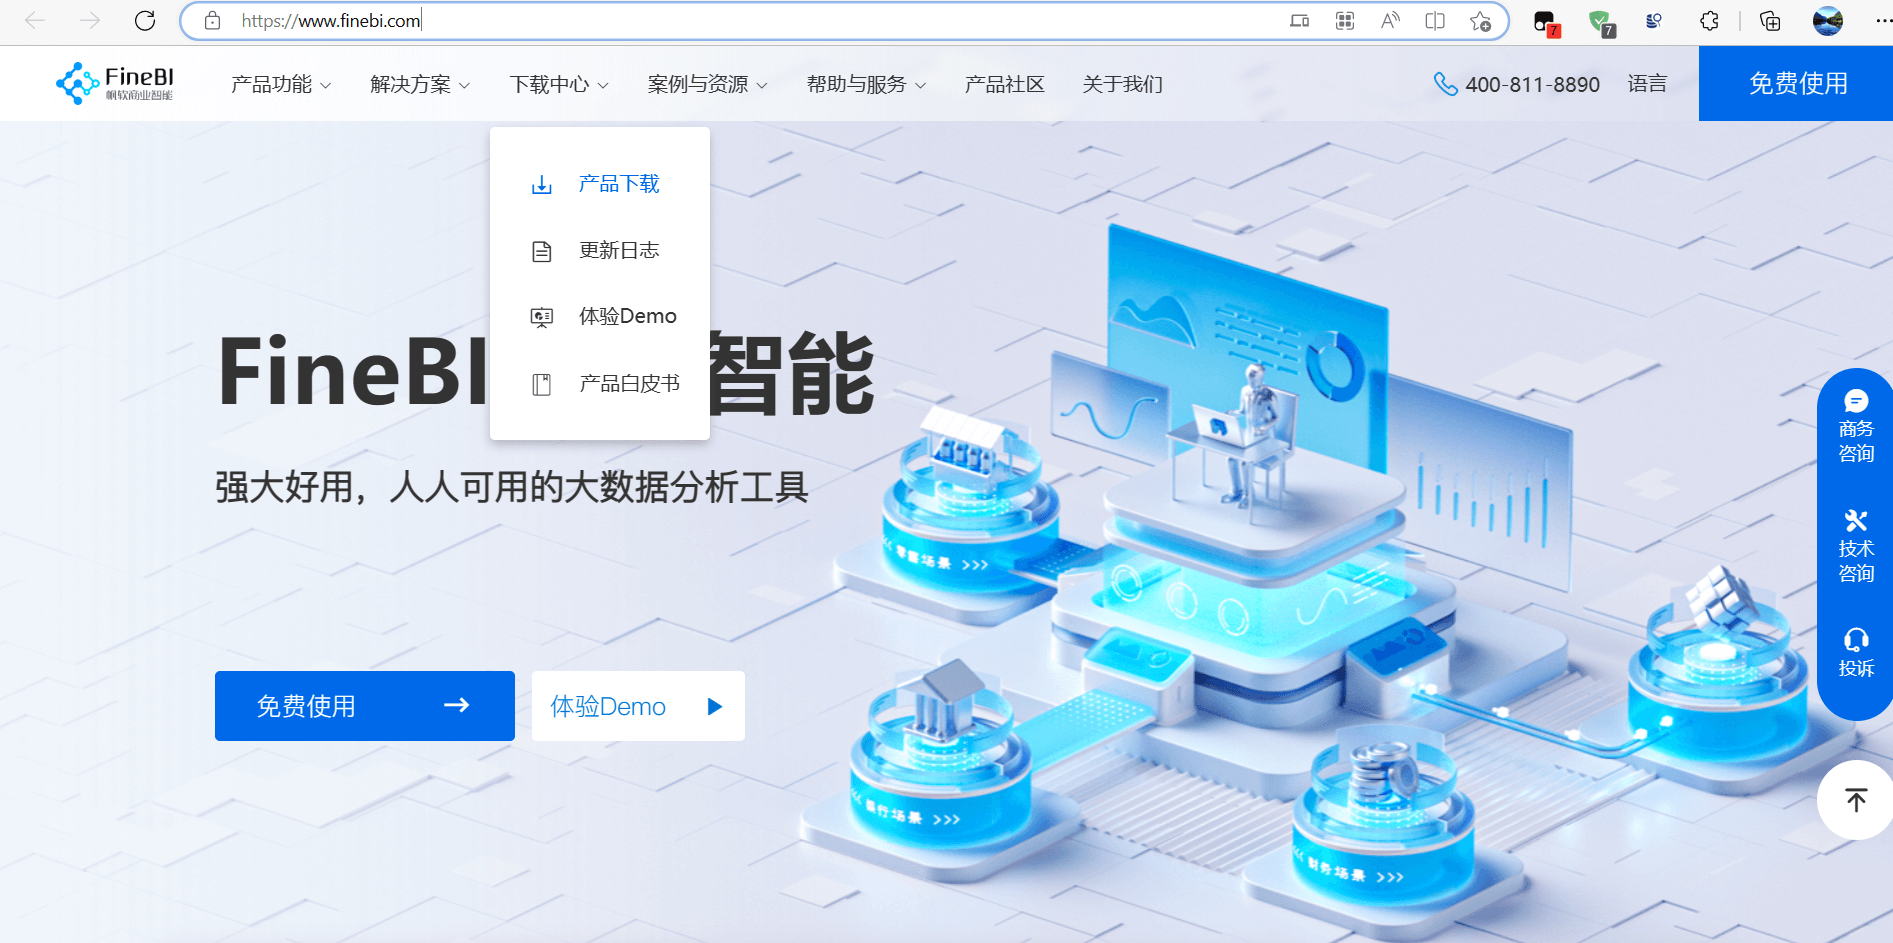 https://www.finebi.com
7
7
FineBI
帆软商业智能
产品功能
解决方案
下载中心
案例与资源
帮助与服务
产品社区
关于我们
400-811-8890
语言
免费使用
产品下载
更新日志
体验Demo
产品白皮书
FineBI
智能
强大好用，人人可用的大数据分析工具
免费使用
体验Demo
零售场景 >>>
银行场景 >>>
财务场景 >>>
商务
咨询
技术
咨询
投诉